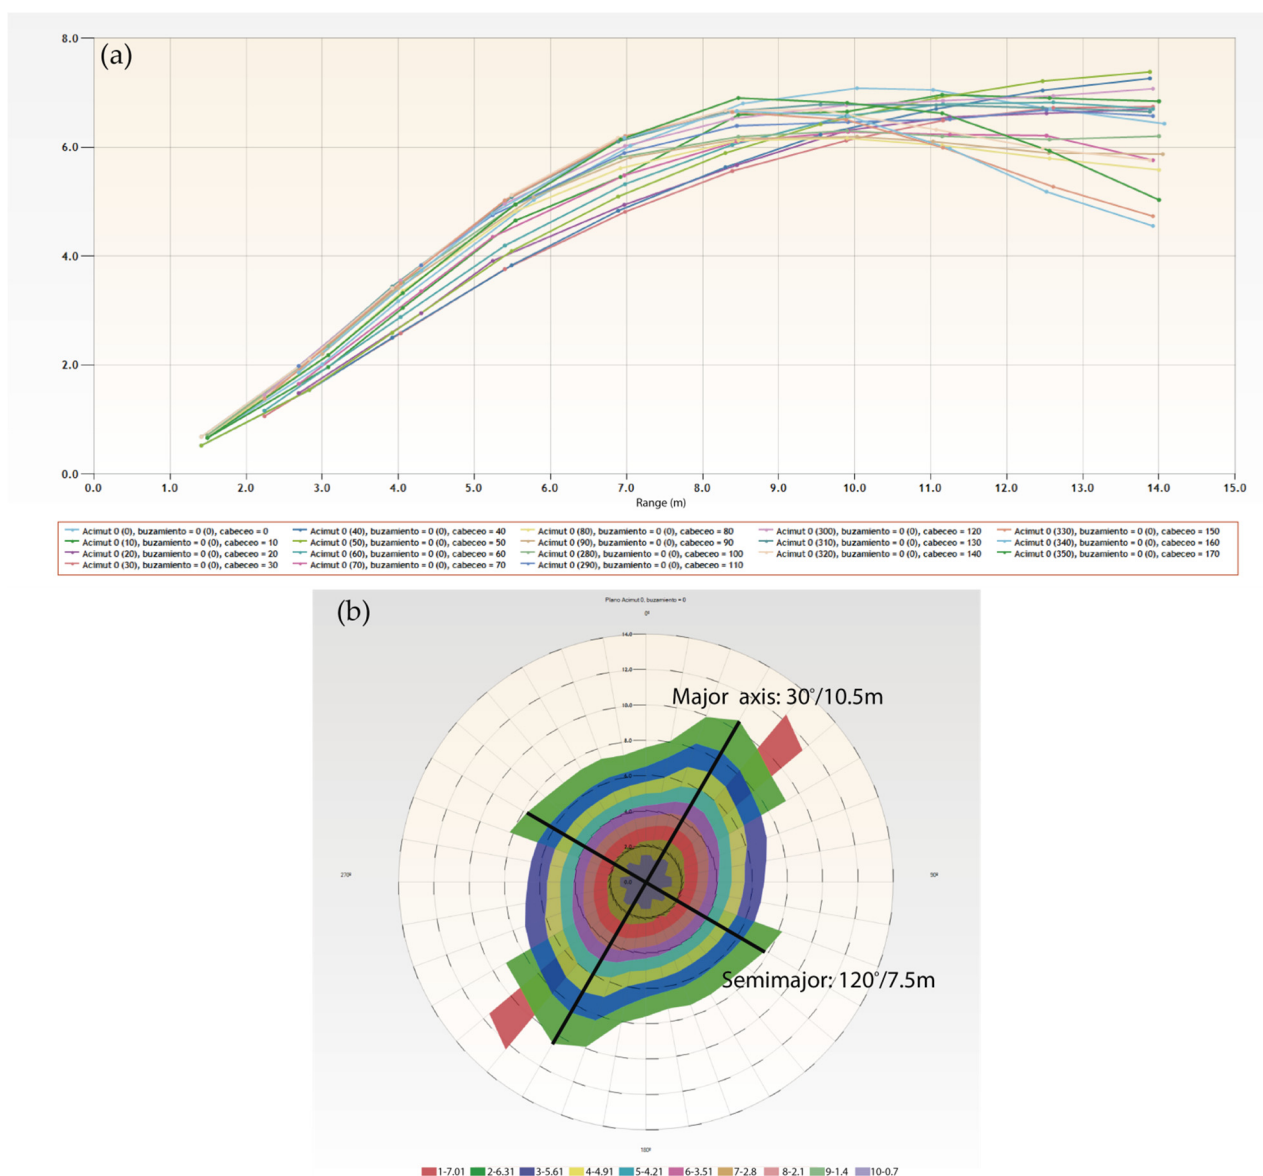 (a)
8.0
6.0
4.0
2.0
0.0
0.0 1.0 2.0 3.0 4.0 5.0 6.0 7.0 8.0 9.0 10.0 11.0 12.0 13.0 14.0 15.0
Range (m)
Acimut 0 (0), buzamiento = 0 (0), cabeceo = 0 Acimut 0 (40), buzamiento = 0 (0), cabeceo = 40 Acimut 0 (80), buzamiento = 0 (0), cabeceo = 80 Acimut 0 (300), buzamiento = 0 (0), cabeceo = 120 Acimut 0 (330), buzamiento = 0 (0), cabeceo = 150
Acimut 0 (10), buzamiento = 0 (0), cabeceo = 10 Acimut 0 (50), buzamiento = 0 (0), cabeceo = 50 Acimut 0 (90), buzamiento = 0 (0), cabeceo = 90 Acimut 0 (310), buzamiento = 0 (0), cabeceo = 130 Acimut 0 (340), buzamiento = 0 (0), cabeceo = 160
Acimut 0 (20), buzamiento = 0 (0), cabeceo = 20 Acimut 0 (60), buzamiento = 0 (0), cabeceo = 60 Acimut 0 (280), buzamiento = 0 (0), cabeceo = 100 Acimut 0 (320), buzamiento = 0 (0), cabeceo = 140 Acimut 0 (350), buzamiento = 0 (0), cabeceo = 170
Acimut 0 (30), buzamiento = 0 (0), cabeceo = 30 Acimut 0 (70), buzamiento = 0 (0), cabeceo = 70 Acimut 0 (290), buzamiento = 0 (0), cabeceo = 110
(b)
Plano Acimut 0, buzamiento = 0
0º
14.0
12.0
10.0
8.0
Major axis: 30°/10.5m
270º
90º
Semimajor: 120°/7.5m
180º
1-7.01 2-6.31 3-5.61 4-4.91 5-4.21 6-3.51 7-2.8 8-2.1 9-1.4 10-0.7